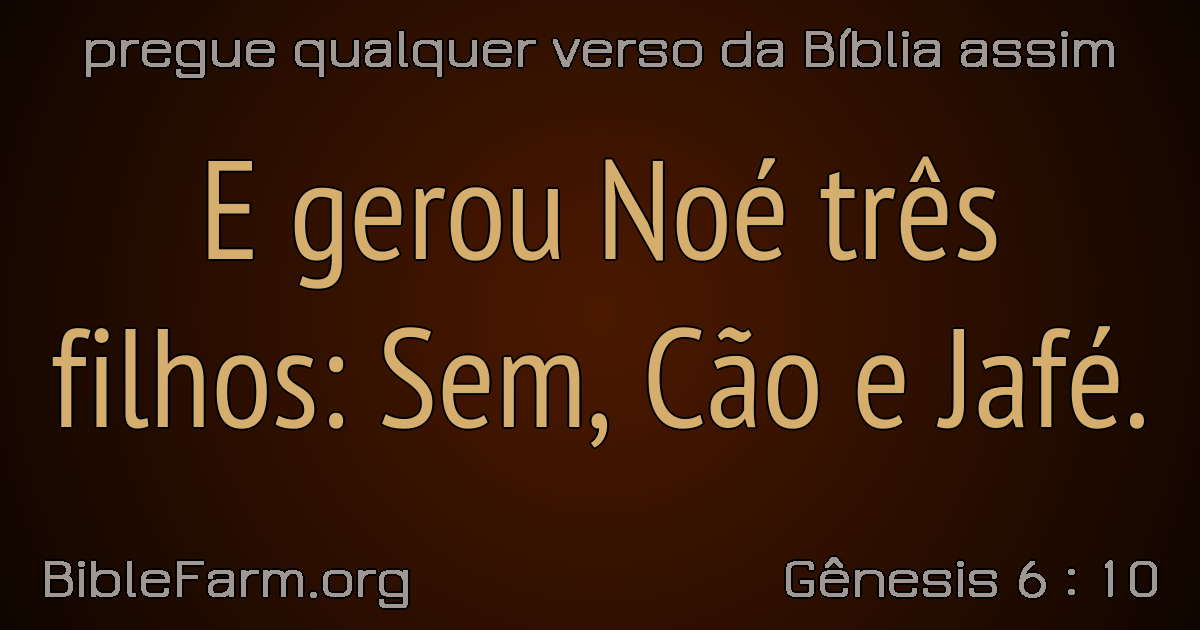 pregue qualquer verso da Bíblia assim
E gerou Noé três
filhos: Sem, Cão e Jafé.
BibleFarm.org
Gênesis 6 : 10